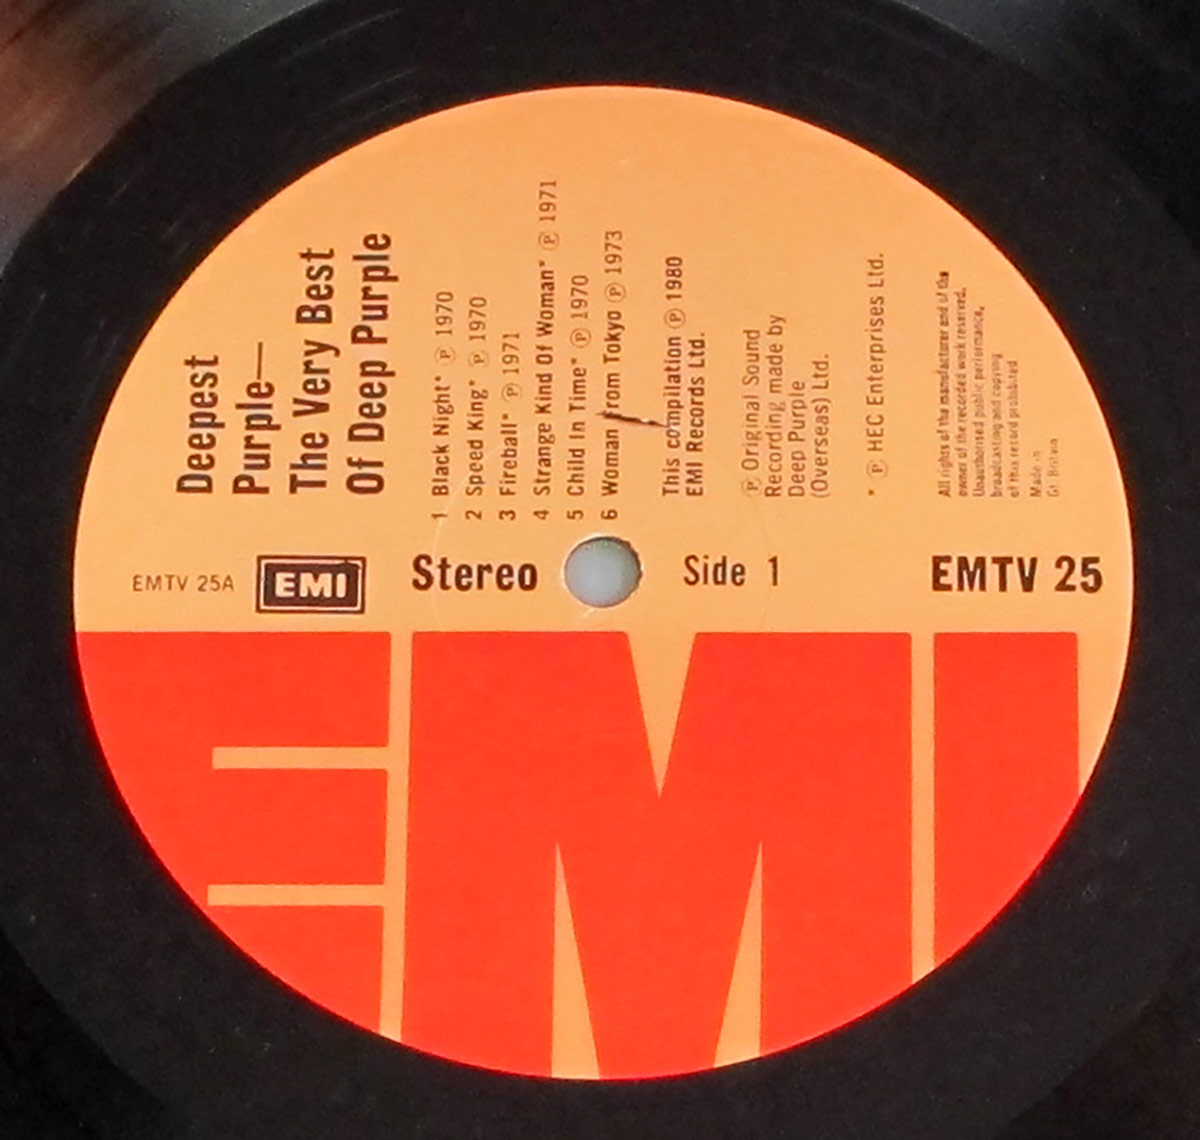 Deepest
Purple—
The Very Best
Of Deep Purple
1 Black Night* ℗ 1970
2 Speed King* ℗ 1970
3 Fireball* ℗ 1971
4 Strange Kind Of Woman* ℗ 1971
5 Child In Time* ℗ 1970
6 Woman from Tokyo ℗ 1973
This compilation ℗ 1980
EMI Records Ltd.
℗ Original Sound
Recording made by
Deep Purple
(Overseas) Ltd.
* ℗ HEC Enterprises Ltd.
All rights of the manufacturer and of the
owner of the recorded work reserved.
Unauthorised public performance,
broadcasting and copying
of this record prohibited
Made in
Gt. Britain
EMTV 25A
EMI
Stereo
Side 1
EMTV 25
EMI